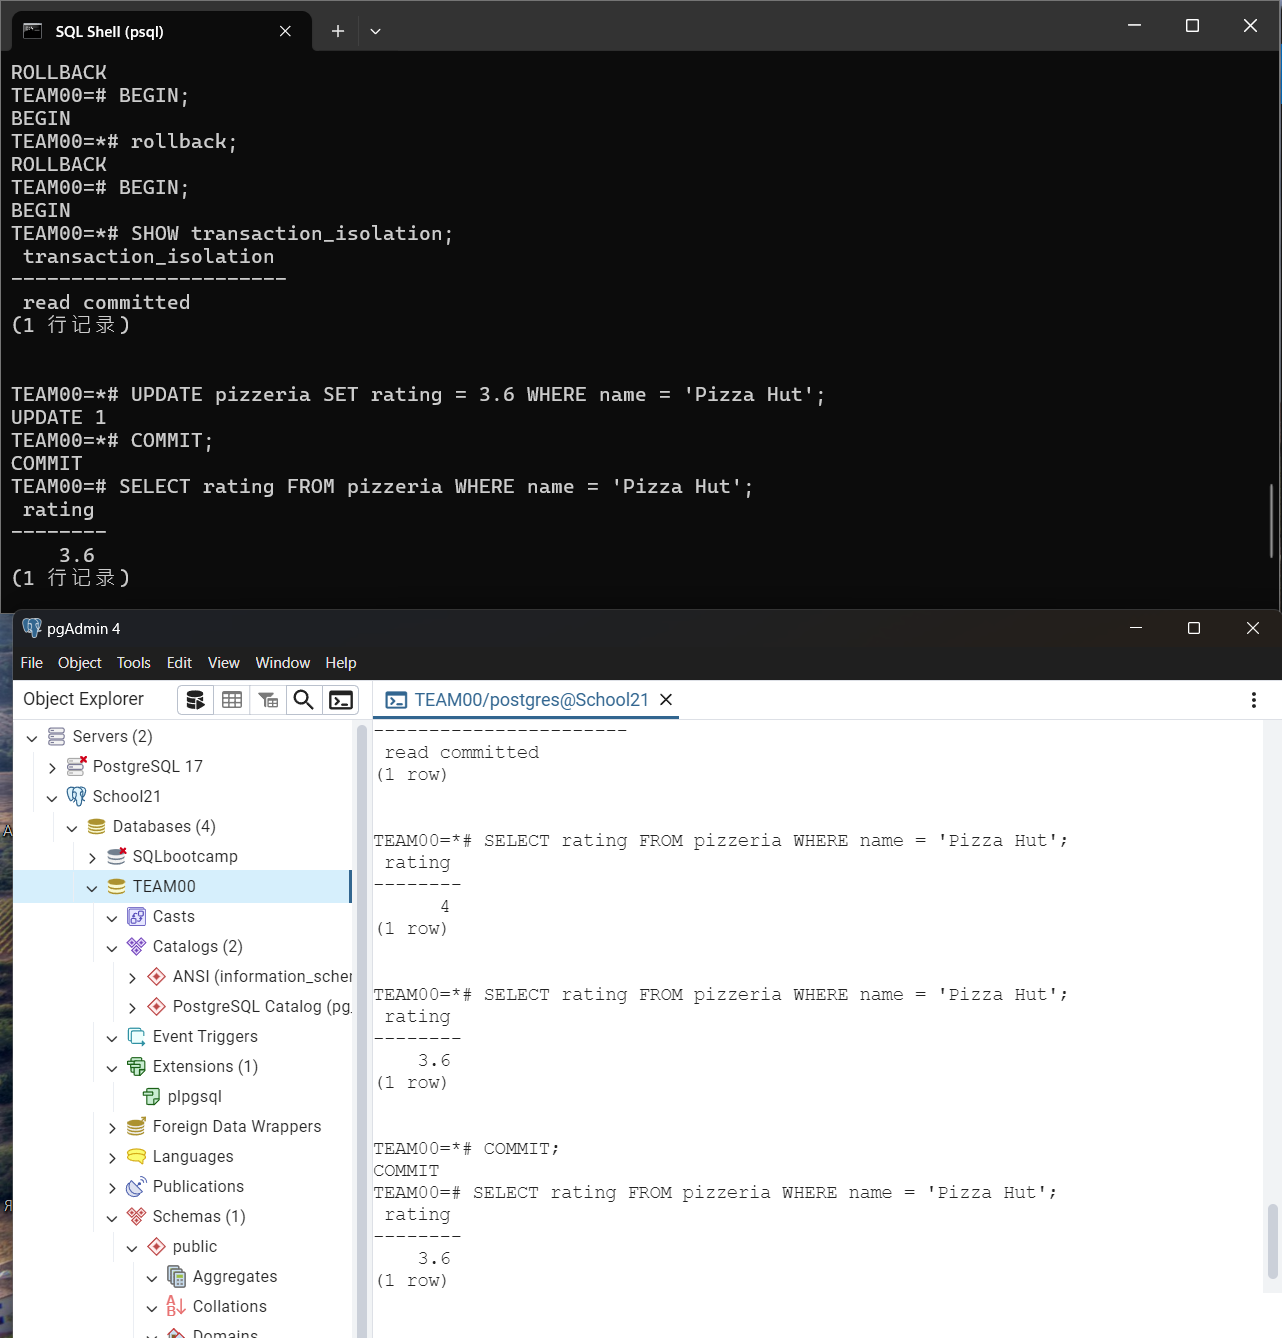 SQL Shell (psql)
ROLLBACK
TEAM00=# BEGIN;
BEGIN
TEAM00=*# rollback;
ROLLBACK
TEAM00=# BEGIN;
BEGIN
TEAM00=*# SHOW transaction_isolation;
transaction_isolation
-----------------------
read committed
(1 行记录)
TEAM00=*# UPDATE pizzeria SET rating = 3.6 WHERE name = 'Pizza Hut';
UPDATE 1
TEAM00=*# COMMIT;
COMMIT
TEAM00=# SELECT rating FROM pizzeria WHERE name = 'Pizza Hut';
rating
--------
3.6
(1 行记录)
pgAdmin 4
File Object Tools Edit View Window Help
Object Explorer
Servers (2)
PostgreSQL 17
School21
Databases (4)
SQLbootcamp
TEAM00
Casts
Catalogs (2)
ANSI (information_scher
PostgreSQL Catalog (pg_
Event Triggers
Extensions (1)
plpgsql
Foreign Data Wrappers
Languages
Publications
Schemas (1)
public
Aggregates
Collations
Domains
TEAM00/postgres@School21
-----------------------
read committed
(1 row)
TEAM00=*# SELECT rating FROM pizzeria WHERE name = 'Pizza Hut';
rating
--------
4
(1 row)
TEAM00=*# SELECT rating FROM pizzeria WHERE name = 'Pizza Hut';
rating
--------
3.6
(1 row)
TEAM00=*# COMMIT;
COMMIT
TEAM00=# SELECT rating FROM pizzeria WHERE name = 'Pizza Hut';
rating
--------
3.6
(1 row)